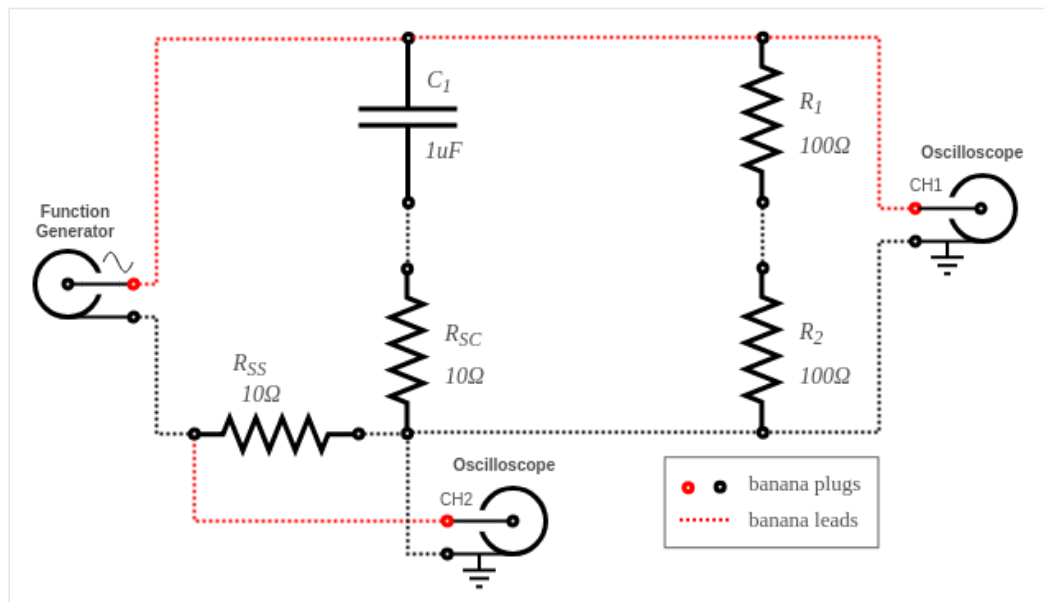 C1
1uF
R1
100Ω
Oscilloscope
CH1
Function
Generator
RSS
10Ω
RSC
10Ω
R2
100Ω
Oscilloscope
CH2
banana plugs
banana leads